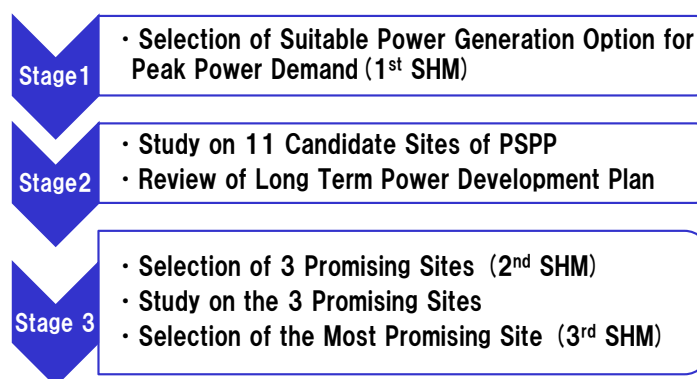 Stage1
・Selection of Suitable Power Generation Option for
Peak Power Demand (1st SHM)
Stage2
・Study on 11 Candidate Sites of PSPP
・Review of Long Term Power Development Plan
Stage 3
・Selection of 3 Promising Sites (2nd SHM)
・Study on the 3 Promising Sites
・Selection of the Most Promising Site (3rd SHM)